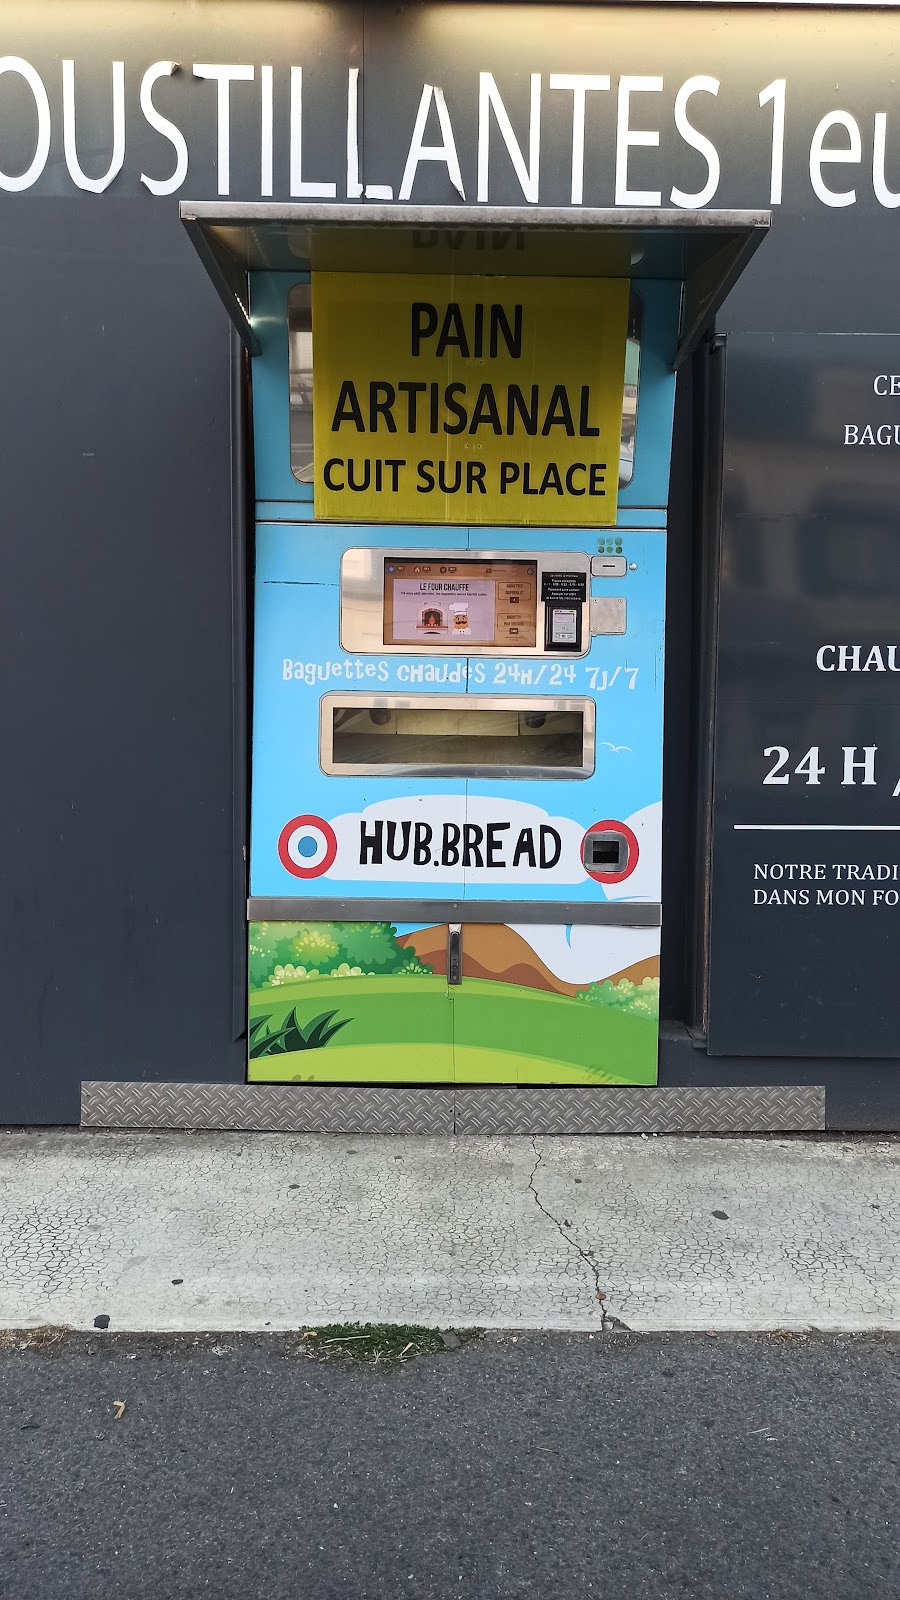 OUSTILLANTES 1eu
PAIN
ARTISANAL
CUIT SUR PLACE
LE FOUR CHAUFFE
Baguettes chaudes 24H/24 7J/7
HUB.BREAD
CE
BAGU
CHAU
24 H /
NOTRE TRADI
DANS MON FO